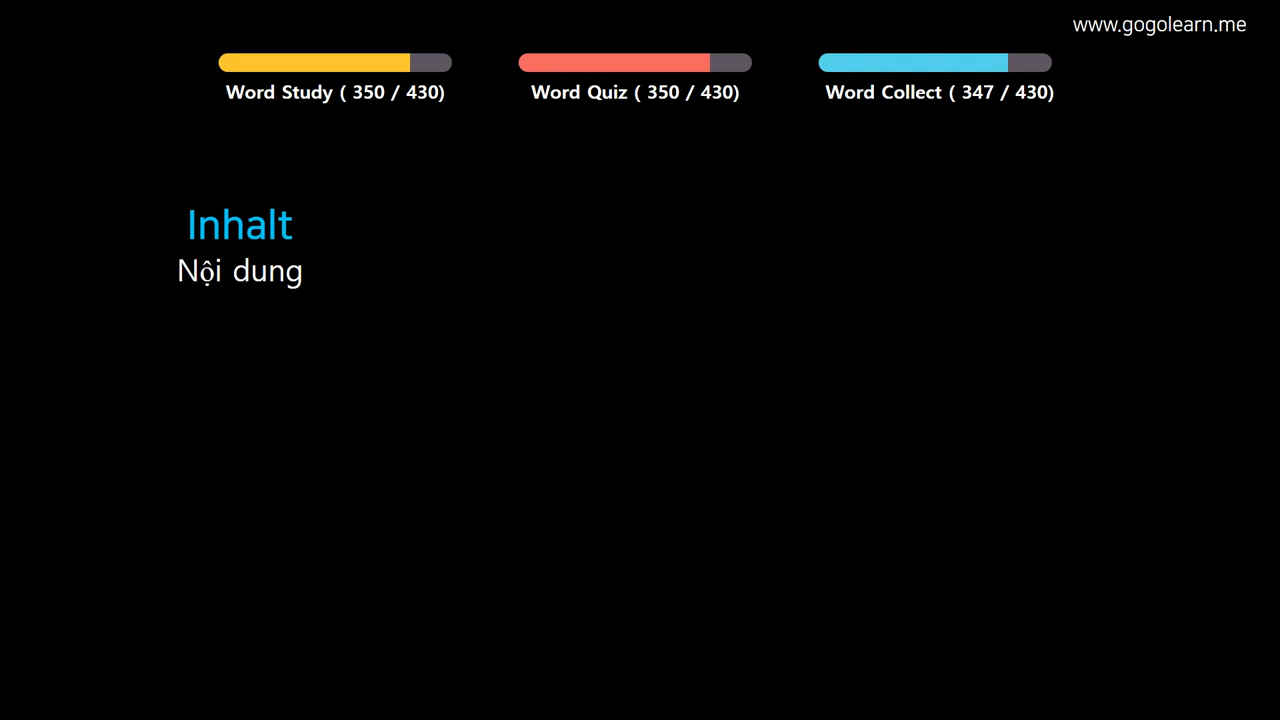 www.gogolearn.me
Word Study ( 350 / 430)
Word Quiz ( 350 / 430)
Word Collect ( 347 / 430)
Inhalt
Nội dung